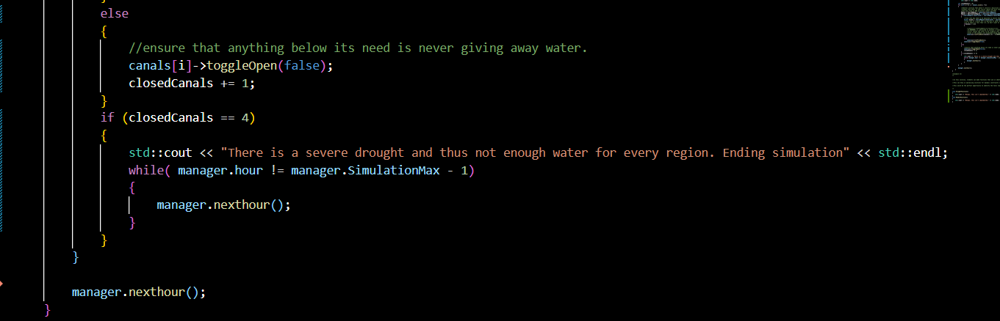 }
else
{
//ensure that anything below its need is never giving away water.
canals[i]->toggleOpen(false);
closedCanals += 1;
}
if (closedCanals == 4)
{
std::cout << "There is a severe drought and thus not enough water for every region. Ending simulation" << std::endl;
while( manager.hour != manager.SimulationMax - 1)
{
manager.nexthour();
}
}
}
manager.nexthour();
}